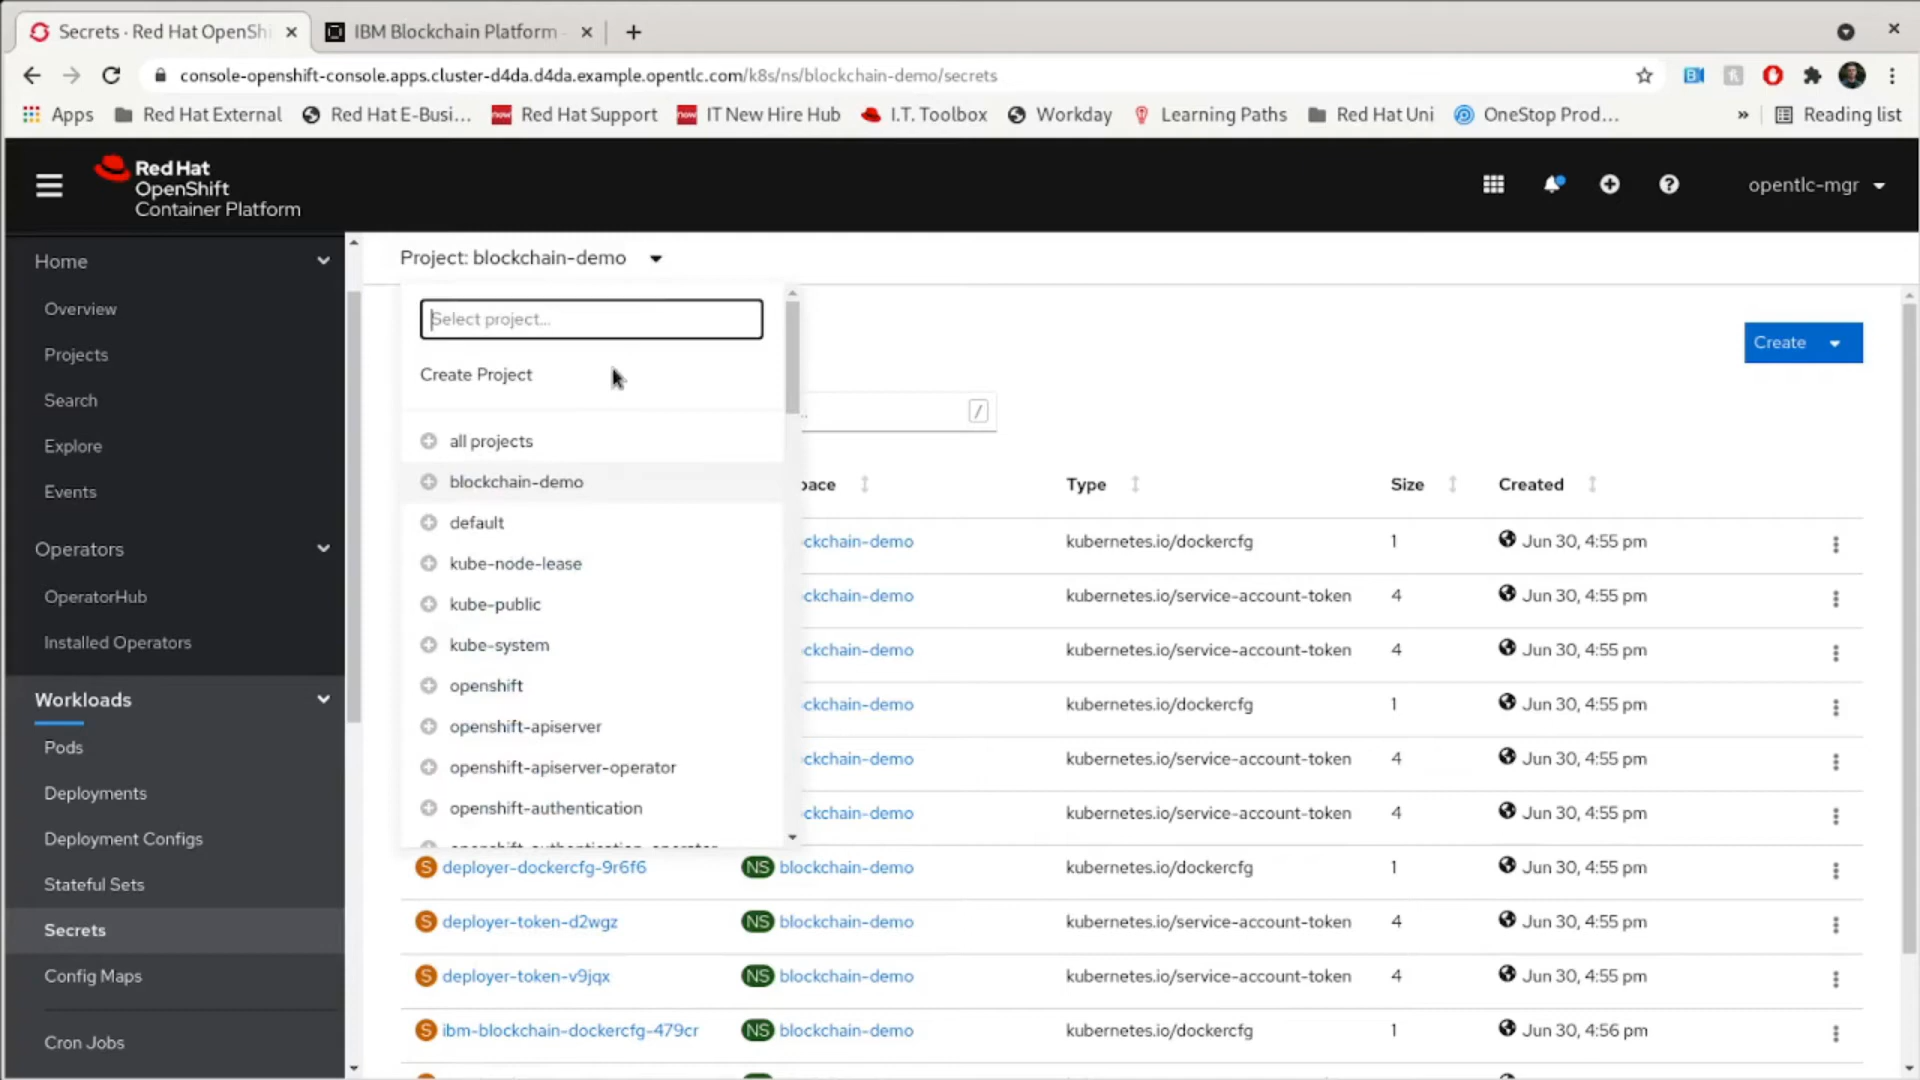 Secrets · Red Hat OpenShi
IBM Blockchain Platform -
console-openshift-console.apps.cluster-d4da.d4da.example.opentlc.com/k8s/ns/blockchain-demo/secrets
Apps
Red Hat External
Red Hat E-Busi...
Red Hat Support
IT New Hire Hub
I.T. Toolbox
Workday
Learning Paths
Red Hat Uni
OneStop Prod...
»
Reading list
Red Hat
OpenShift
Container Platform
opentlc-mgr
Home
Overview
Projects
Search
Explore
Events
Operators
OperatorHub
Installed Operators
Workloads
Pods
Deployments
Deployment Configs
Stateful Sets
Secrets
Config Maps
Cron Jobs
Project: blockchain-demo
Select project...
Create Project
all projects
blockchain-demo
default
kube-node-lease
kube-public
kube-system
openshift
openshift-apiserver
openshift-apiserver-operator
openshift-authentication
openshift-authentication-operator
Create
/
pace Type Size Created
ckchain-demo kubernetes.io/dockercfg 1 Jun 30, 4:55 pm
ckchain-demo kubernetes.io/service-account-token 4 Jun 30, 4:55 pm
ckchain-demo kubernetes.io/service-account-token 4 Jun 30, 4:55 pm
ckchain-demo kubernetes.io/dockercfg 1 Jun 30, 4:55 pm
ckchain-demo kubernetes.io/service-account-token 4 Jun 30, 4:55 pm
ckchain-demo kubernetes.io/service-account-token 4 Jun 30, 4:55 pm
S deployer-dockercfg-9r6f6 NS blockchain-demo kubernetes.io/dockercfg 1 Jun 30, 4:55 pm
S deployer-token-d2wgz NS blockchain-demo kubernetes.io/service-account-token 4 Jun 30, 4:55 pm
S deployer-token-v9jqx NS blockchain-demo kubernetes.io/service-account-token 4 Jun 30, 4:55 pm
S ibm-blockchain-dockercfg-479cr NS blockchain-demo kubernetes.io/dockercfg 1 Jun 30, 4:56 pm